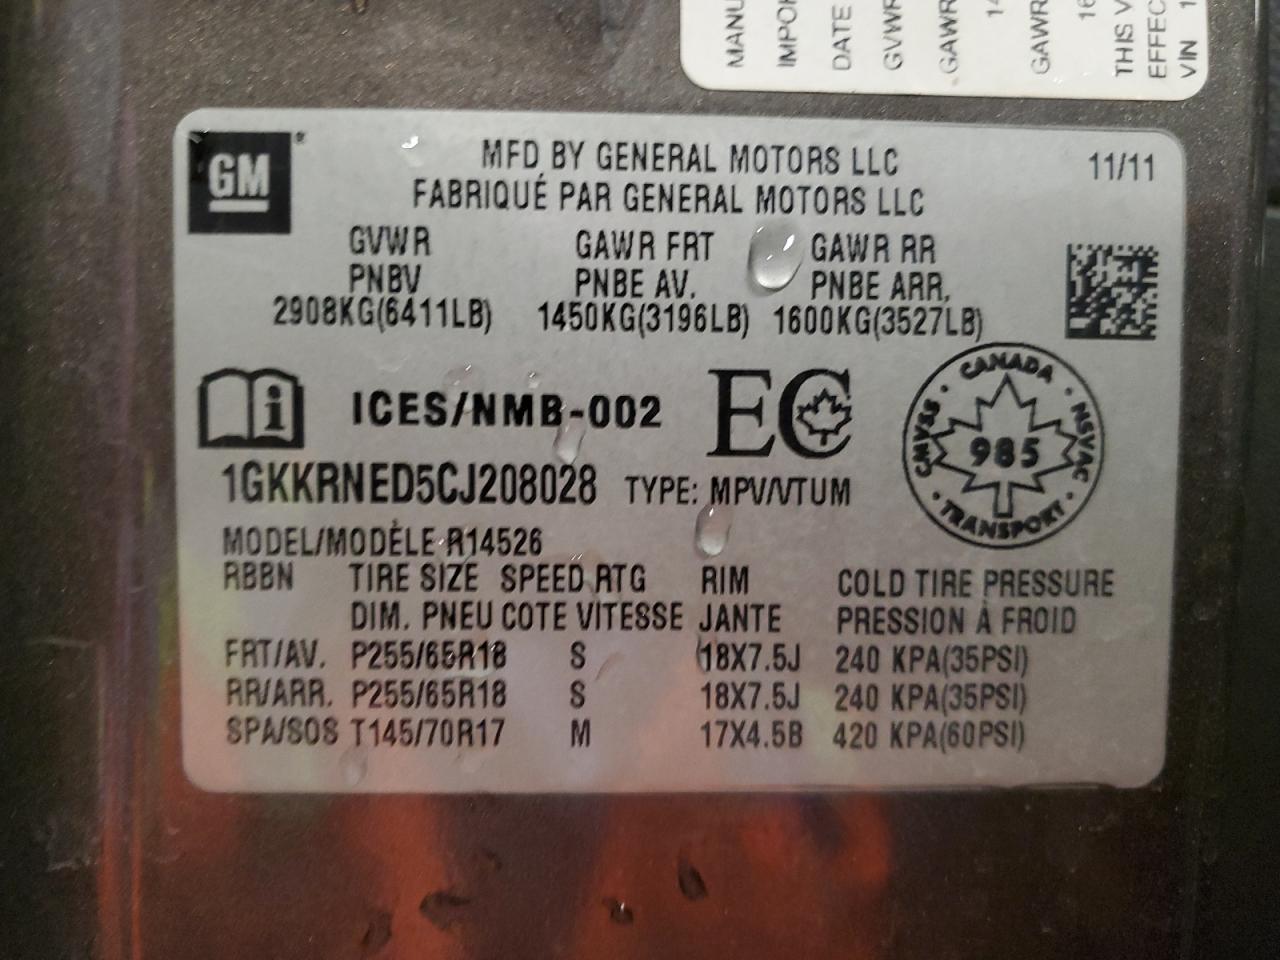 MANU
IMPOR
DATE
GVWR
GAWR
14
GAWR
16
THIS V
EFFEC
VIN 1
GM
MFD BY GENERAL MOTORS LLC 11/11
FABRIQUÉ PAR GENERAL MOTORS LLC
GVWR GAWR FRT GAWR RR
PNBV PNBE AV. PNBE ARR.
2908KG(6411LB) 1450KG(3196LB) 1600KG(3527LB)
i ICES/NMB-002 EC
CANADA
CMVSS · 985 · NSVAC
TRANSPORT
1GKKRNED5CJ208028 TYPE: MPV/VTUM
MODEL/MODÈLE R14526
RBBN TIRE SIZE SPEED RTG RIM COLD TIRE PRESSURE
DIM. PNEU COTE VITESSE JANTE PRESSION À FROID
FRT/AV. P255/65R18 S 18X7.5J 240 KPA(35PSI)
RR/ARR. P255/65R18 S 18X7.5J 240 KPA(35PSI)
SPA/SOS T145/70R17 M 17X4.5B 420 KPA(60PSI)